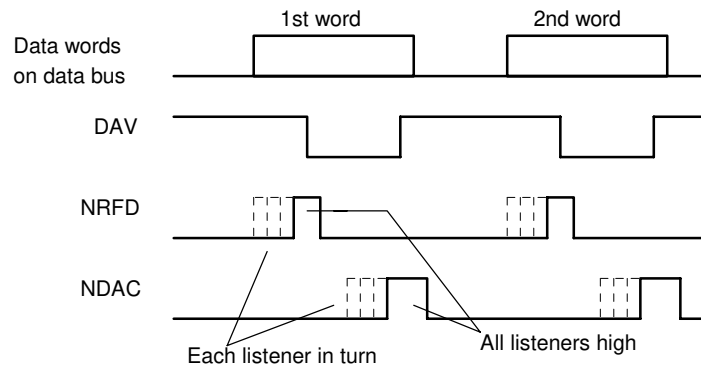 1st word
2nd word
Data words
on data bus
DAV
NRFD
NDAC
Each listener in turn
All listeners high